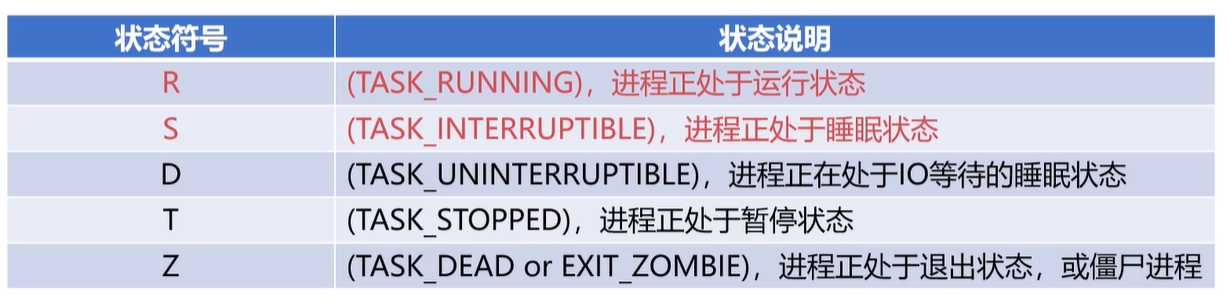 状态符号 状态说明
R (TASK_RUNNING)，进程正处于运行状态
S (TASK_INTERRUPTIBLE)，进程正处于睡眠状态
D (TASK_UNINTERRUPTIBLE)，进程正在处于IO等待的睡眠状态
T (TASK_STOPPED)，进程正处于暂停状态
Z (TASK_DEAD or EXIT_ZOMBIE)，进程正处于退出状态，或僵尸进程